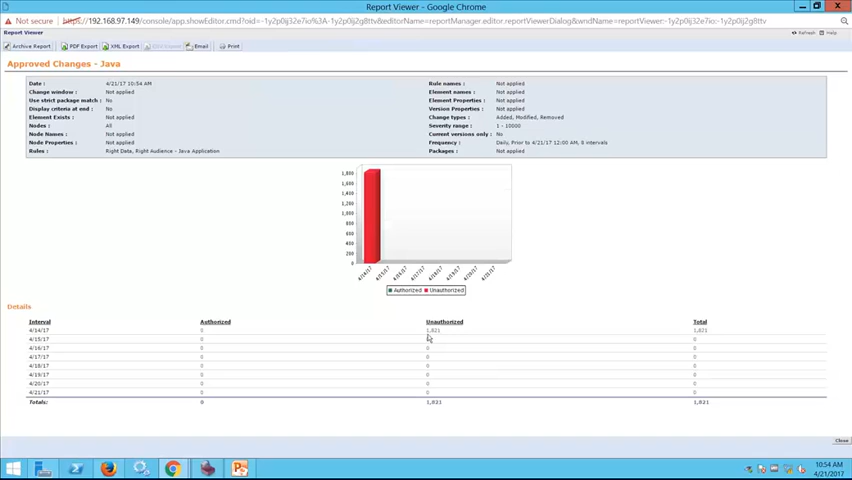 Report Viewer - Google Chrome
Not secure https://192.168.97.149/console/app.showEditor.cmd?oid=-1y2p0ij32e7io%3A-1y2p0ij2e7io%3A-1y2p0ij2e7io&editorName=reportManager.editor.reportViewerDialog&wndName=reportViewer:-1y2p0ij32e7io:-1y2p0ij2g8ttv
Report Viewer
Refresh Help
Archive Report PDF Export XML Export Email Print
Approved Changes - Java
Date : 4/21/17 10:54 AM Rule names : Not applied
Change window : Not applied Element names : Not applied
Use strict package match : No Element Properties : Not applied
Display criteria at end : No Version Properties : Not applied
Element Exists : Not applied Change types : Added, Modified, Removed
Nodes : All Severity range : 1 - 10000
Node Names : Not applied Current versions only : No
Node Properties : Not applied Frequency : Daily, Prior to 4/21/17 12:00 AM, 8 intervals
Rules : Right Data, Right Audience - Java Application Packages : Not applied
1,800
1,600
1,400
1,200
1,000
800
600
400
200
0
4/14/17 4/15/17 4/16/17 4/17/17 4/18/17 4/19/17 4/20/17 4/21/17
Authorized Unauthorized
Details
Interval Authorized Unauthorized Total
4/14/17 0 1,821 1,821
4/15/17 0 0 0
4/16/17 0 0 0
4/17/17 0 0 0
4/18/17 0 0 0
4/19/17 0 0 0
4/20/17 0 0 0
4/21/17 0 0 0
Totals: 0 1,821 1,821
Close
10:54 AM
4/21/2017